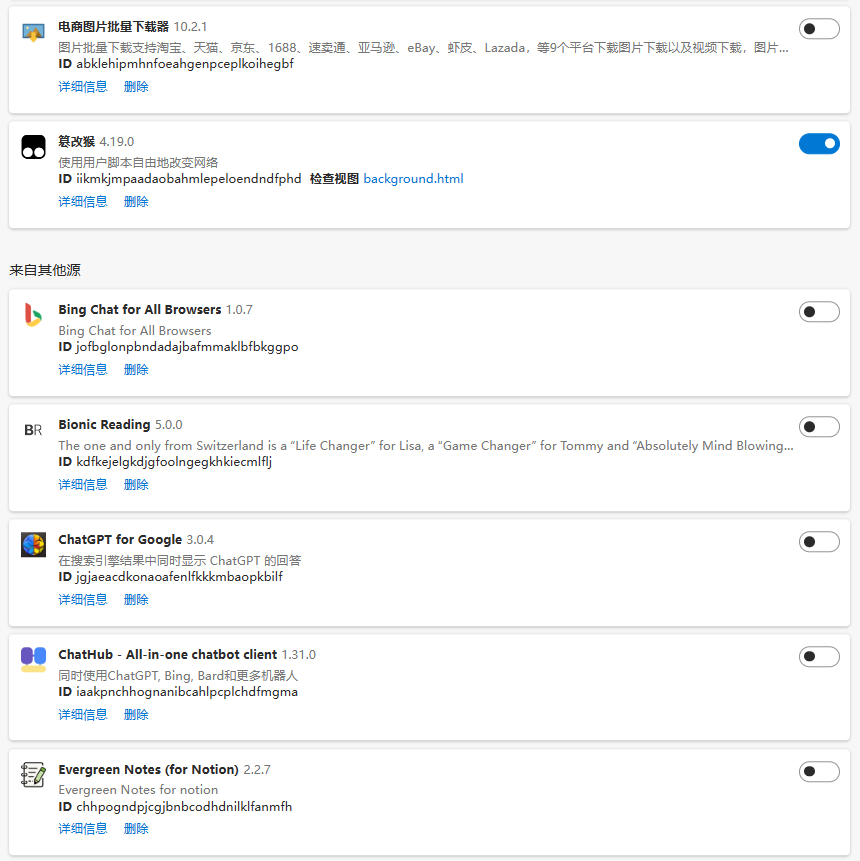 电商图片批量下载器 10.2.1
图片批量下载支持淘宝、天猫、京东、1688、速卖通、亚马逊、eBay、虾皮、Lazada，等9个平台下载图片下载以及视频下载，图片...
ID abklehipmhnfoeahgenpceplkoihegbf
详细信息 删除
篡改猴 4.19.0
使用用户脚本自由地改变网络
ID iikmkjmpaadaobahmlepeloendndfphd 检查视图 background.html
详细信息 删除
来自其他源
Bing Chat for All Browsers 1.0.7
Bing Chat for All Browsers
ID jofbglonpbndadajbafmmaklbfbkggpo
详细信息 删除
BR
Bionic Reading 5.0.0
The one and only from Switzerland is a “Life Changer” for Lisa, a “Game Changer” for Tommy and “Absolutely Mind Blowing...
ID kdfkejelgkdjgfoolngegkhkiecmlflj
详细信息 删除
ChatGPT for Google 3.0.4
在搜索引擎结果中同时显示 ChatGPT 的回答
ID jgjaeacdkonaoafenlfkkkmbaopkbilf
详细信息 删除
ChatHub - All-in-one chatbot client 1.31.0
同时使用ChatGPT, Bing, Bard和更多机器人
ID iaakpnchhognanibcahlpcplchdfmgma
详细信息 删除
Evergreen Notes (for Notion) 2.2.7
Evergreen Notes for notion
ID chhpogndpjcgjbnbcodhdnilklfanmfh
详细信息 删除